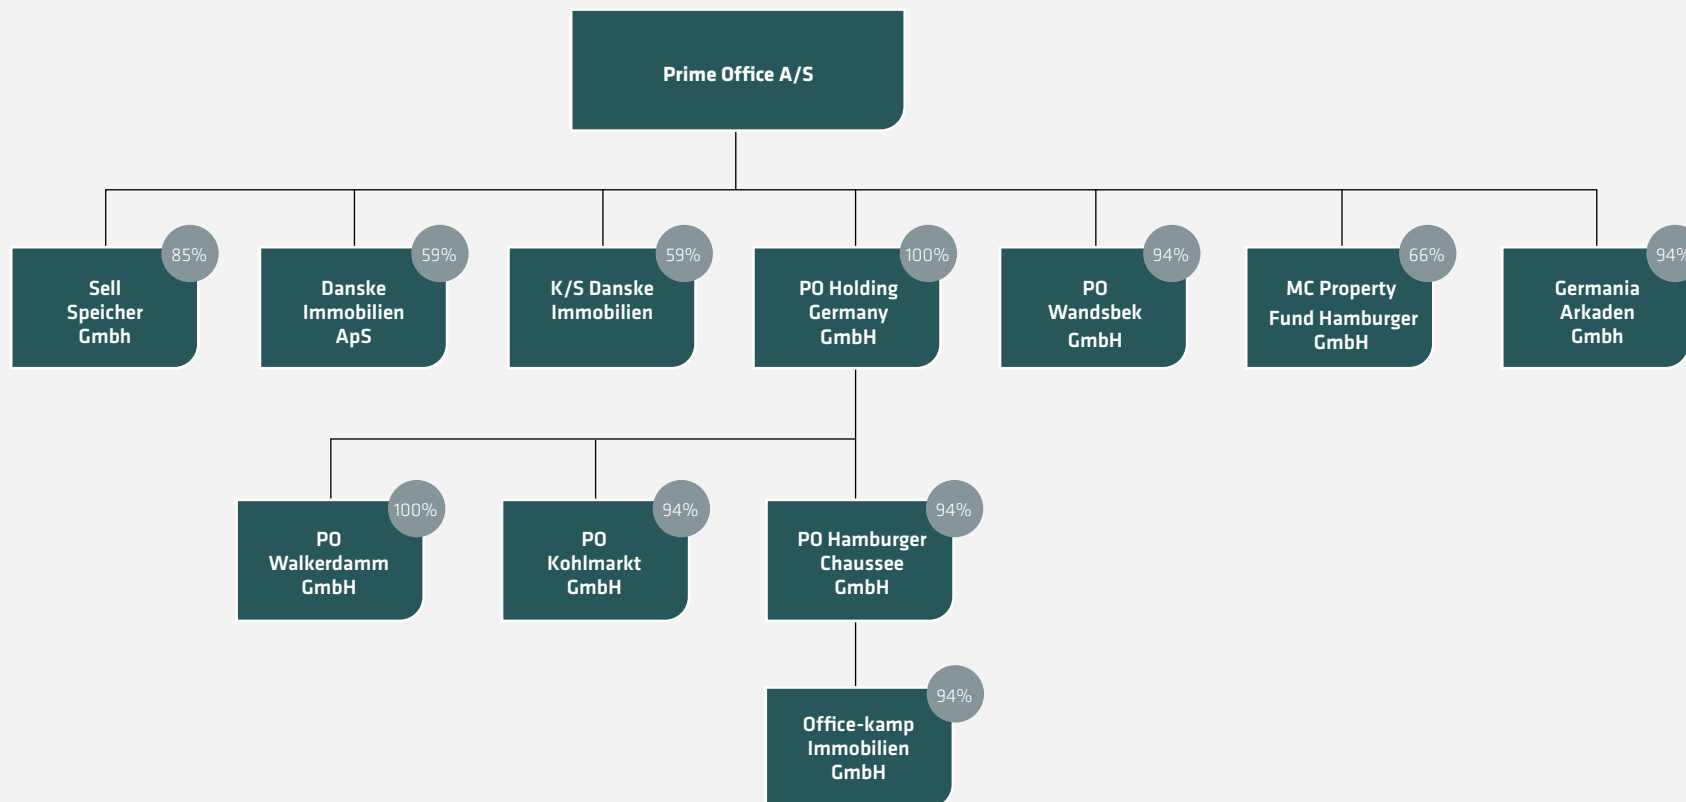 Prime Office A/S
85%
Sell
Speicher
Gmbh
59%
Danske
Immobilien
ApS
59%
K/S Danske
Immobilien
100%
PO Holding
Germany
GmbH
94%
PO
Wandsbek
GmbH
66%
MC Property
Fund Hamburger
GmbH
94%
Germania
Arkaden
Gmbh
100%
PO
Walkerdamm
GmbH
94%
PO
Kohlmarkt
GmbH
94%
PO Hamburger
Chaussee
GmbH
94%
Office-kamp
Immobilien
GmbH